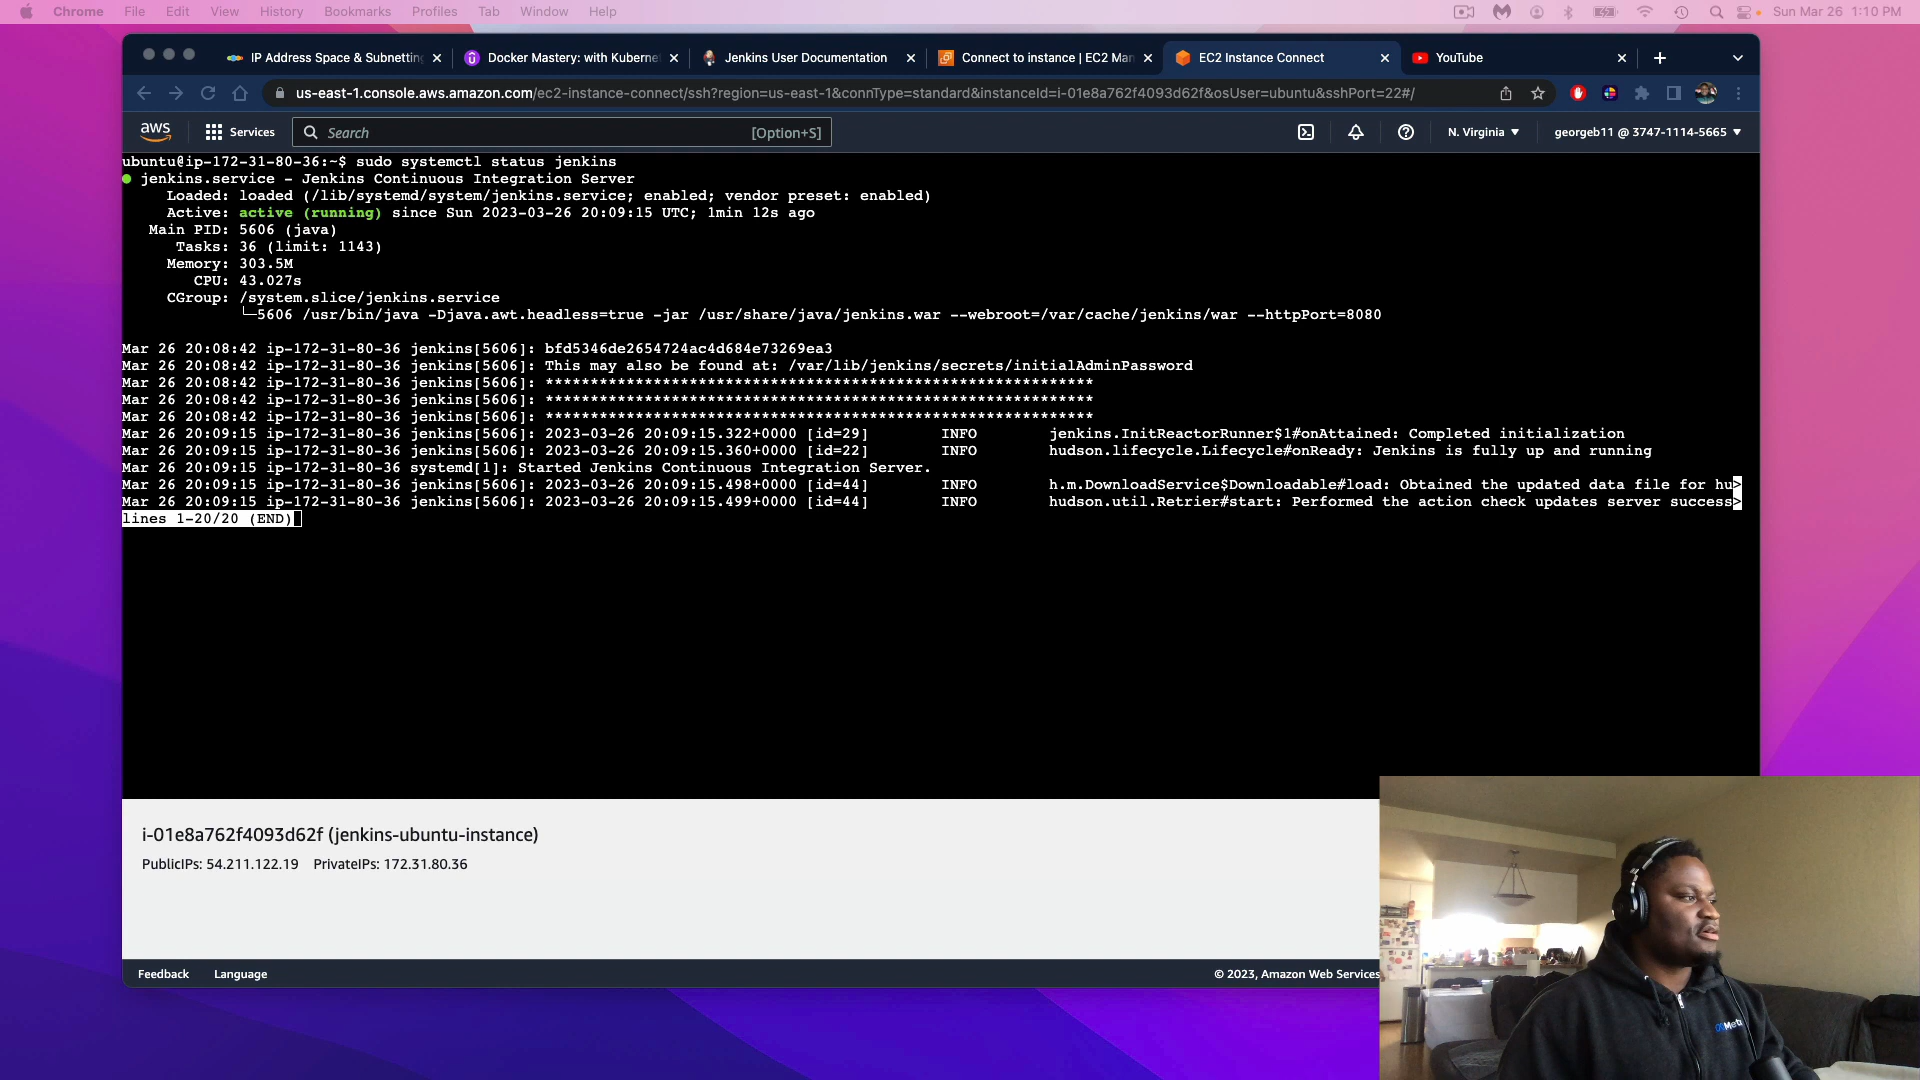 Chrome File Edit View History Bookmarks Profiles Tab Window Help Sun Mar 26 1:10 PM
IP Address Space & Subnetting Docker Mastery: with Kuberne Jenkins User Documentation Connect to instance | EC2 Man EC2 Instance Connect YouTube
us-east-1.console.aws.amazon.com/ec2-instance-connect/ssh?region=us-east-1&connType=standard&instanceId=i-01e8a762f4093d62f&osUser=ubuntu&sshPort=22#/
aws Services Search [Option+S] N. Virginia georgeb11 @ 3747-1114-5665
ubuntu@ip-172-31-80-36:~$ sudo systemctl status jenkins
● jenkins.service - Jenkins Continuous Integration Server
Loaded: loaded (/lib/systemd/system/jenkins.service; enabled; vendor preset: enabled)
Active: active (running) since Sun 2023-03-26 20:09:15 UTC; 1min 12s ago
Main PID: 5606 (java)
Tasks: 36 (limit: 1143)
Memory: 303.5M
CPU: 43.027s
CGroup: /system.slice/jenkins.service
└─5606 /usr/bin/java -Djava.awt.headless=true -jar /usr/share/java/jenkins.war --webroot=/var/cache/jenkins/war --httpPort=8080
Mar 26 20:08:42 ip-172-31-80-36 jenkins[5606]: bfd5346de2654724ac4d684e73269ea3
Mar 26 20:08:42 ip-172-31-80-36 jenkins[5606]: This may also be found at: /var/lib/jenkins/secrets/initialAdminPassword
Mar 26 20:08:42 ip-172-31-80-36 jenkins[5606]: *************************************************************
Mar 26 20:08:42 ip-172-31-80-36 jenkins[5606]: *************************************************************
Mar 26 20:08:42 ip-172-31-80-36 jenkins[5606]: *************************************************************
Mar 26 20:09:15 ip-172-31-80-36 jenkins[5606]: 2023-03-26 20:09:15.322+0000 [id=29] INFO jenkins.InitReactorRunner$1#onAttained: Completed initialization
Mar 26 20:09:15 ip-172-31-80-36 jenkins[5606]: 2023-03-26 20:09:15.360+0000 [id=22] INFO hudson.lifecycle.Lifecycle#onReady: Jenkins is fully up and running
Mar 26 20:09:15 ip-172-31-80-36 systemd[1]: Started Jenkins Continuous Integration Server.
Mar 26 20:09:15 ip-172-31-80-36 jenkins[5606]: 2023-03-26 20:09:15.498+0000 [id=44] INFO h.m.DownloadService$Downloadable#load: Obtained the updated data file for hu>
Mar 26 20:09:15 ip-172-31-80-36 jenkins[5606]: 2023-03-26 20:09:15.499+0000 [id=44] INFO hudson.util.Retrier#start: Performed the action check updates server success>
lines 1-20/20 (END)
i-01e8a762f4093d62f (jenkins-ubuntu-instance)
PublicIPs: 54.211.122.19 PrivateIPs: 172.31.80.36
Feedback Language © 2023, Amazon Web Services